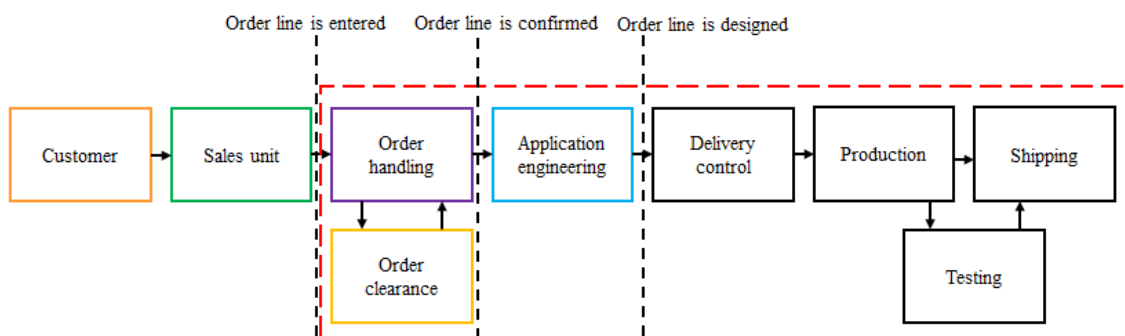 Order line is entered
Order line is confirmed
Order line is designed
Customer
Sales unit
Order
handling
Application
engineering
Delivery
control
Production
Shipping
Order
clearance
Testing